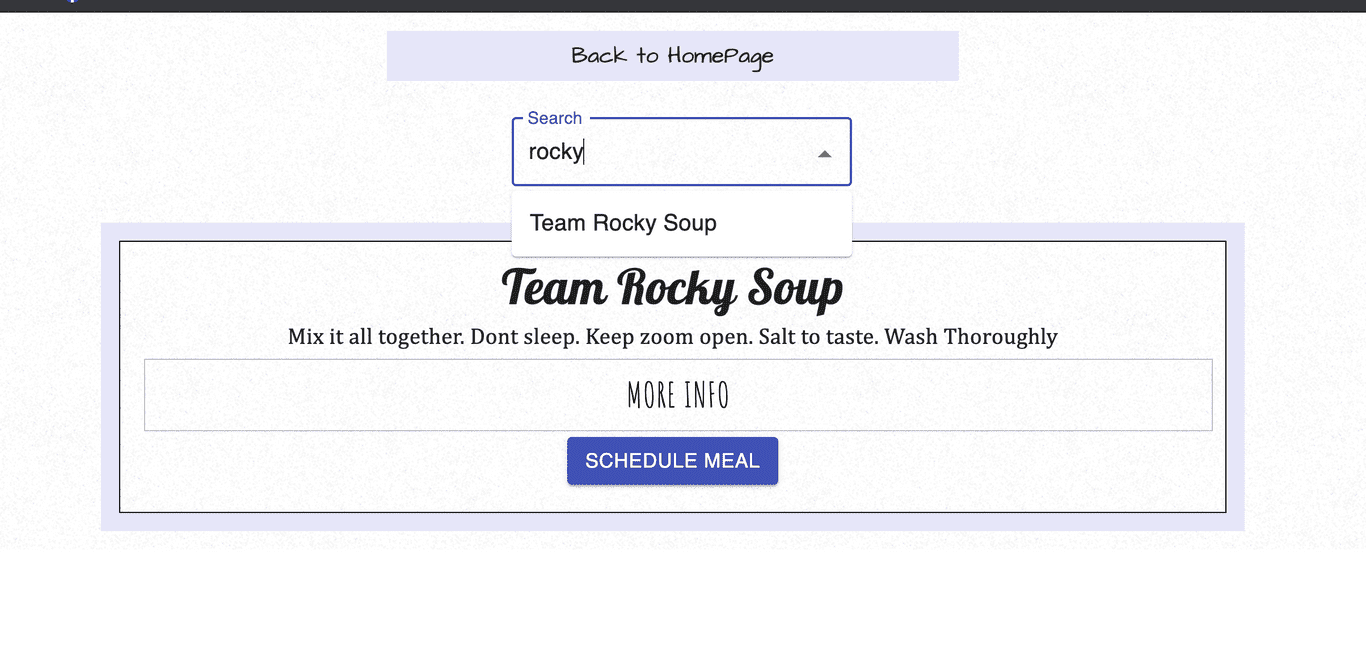 Back to HomePage
Search
rocky
Team Rocky Soup
Team Rocky Soup
Mix it all together. Dont sleep. Keep zoom open. Salt to taste. Wash Thoroughly
MORE INFO
SCHEDULE MEAL